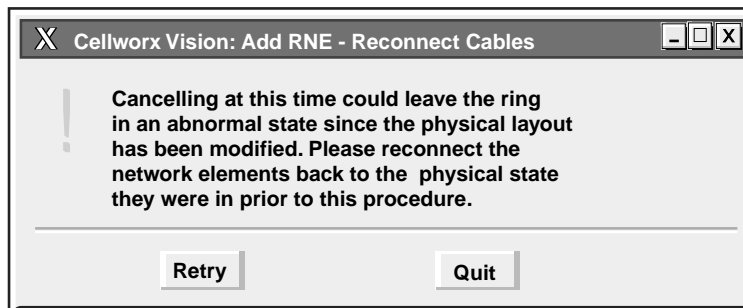 X Cellworx Vision: Add RNE - Reconnect Cables
!
Cancelling at this time could leave the ring
in an abnormal state since the physical layout
has been modified. Please reconnect the
network elements back to the physical state
they were in prior to this procedure.
Retry Quit